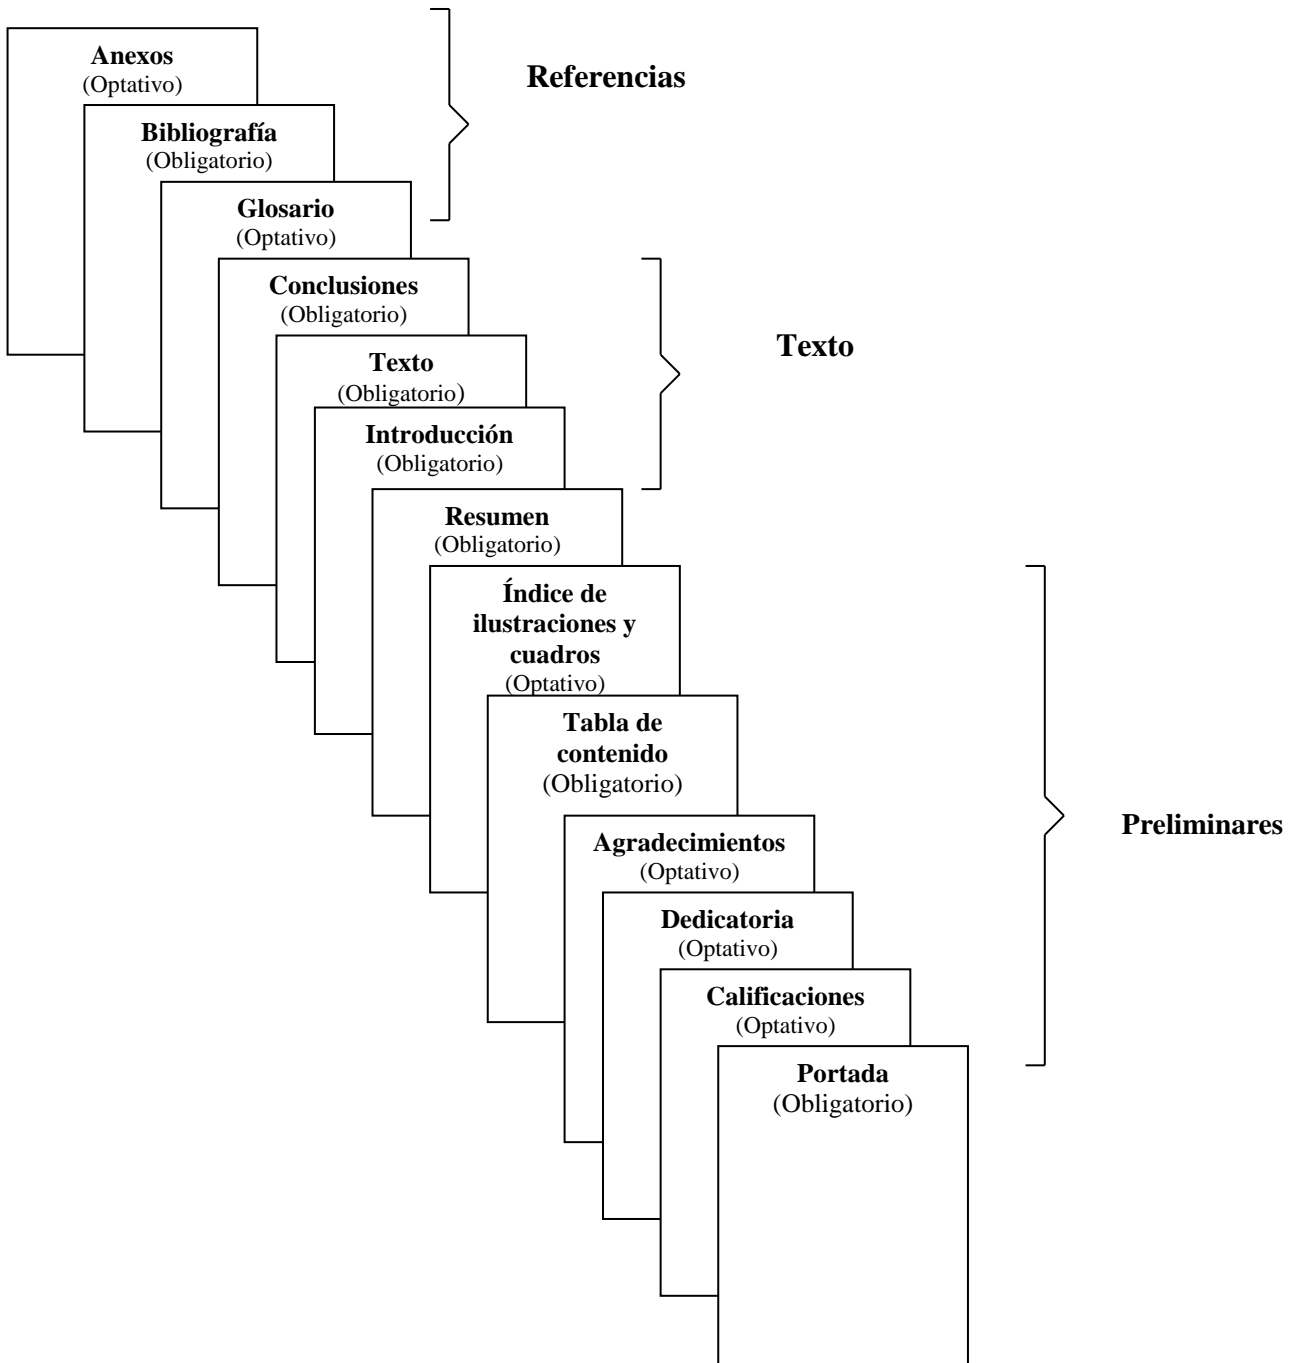 Anexos
(Optativo)
Referencias
Bibliografía
(Obligatorio)
Glosario
(Optativo)
Conclusiones
(Obligatorio)
Texto
Texto
(Obligatorio)
Introducción
(Obligatorio)
Resumen
(Obligatorio)
Índice de
ilustraciones y
cuadros
(Optativo)
Tabla de
contenido
(Obligatorio)
Preliminares
Agradecimientos
(Optativo)
Dedicatoria
(Optativo)
Calificaciones
(Optativo)
Portada
(Obligatorio)